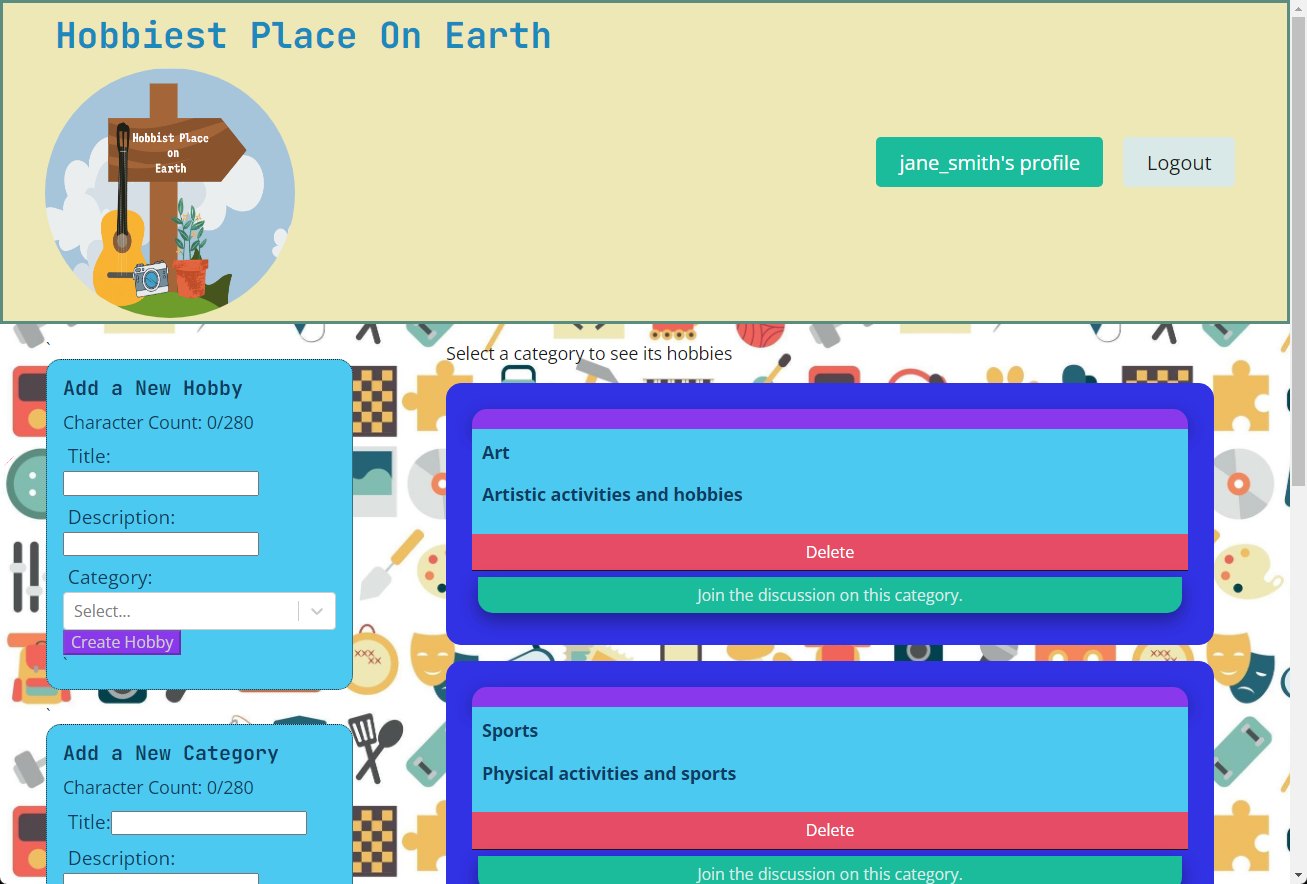 Hobbiest Place On Earth
Hobbist Place
on
Earth
jane_smith's profile
Logout
`
Add a New Hobby
Character Count: 0/280
Title:
Description:
Category:
Select...
Create Hobby
`
`
Add a New Category
Character Count: 0/280
Title:
Description:
Select a category to see its hobbies
Art
Artistic activities and hobbies
Delete
Join the discussion on this category.
Sports
Physical activities and sports
Delete
Join the discussion on this category.